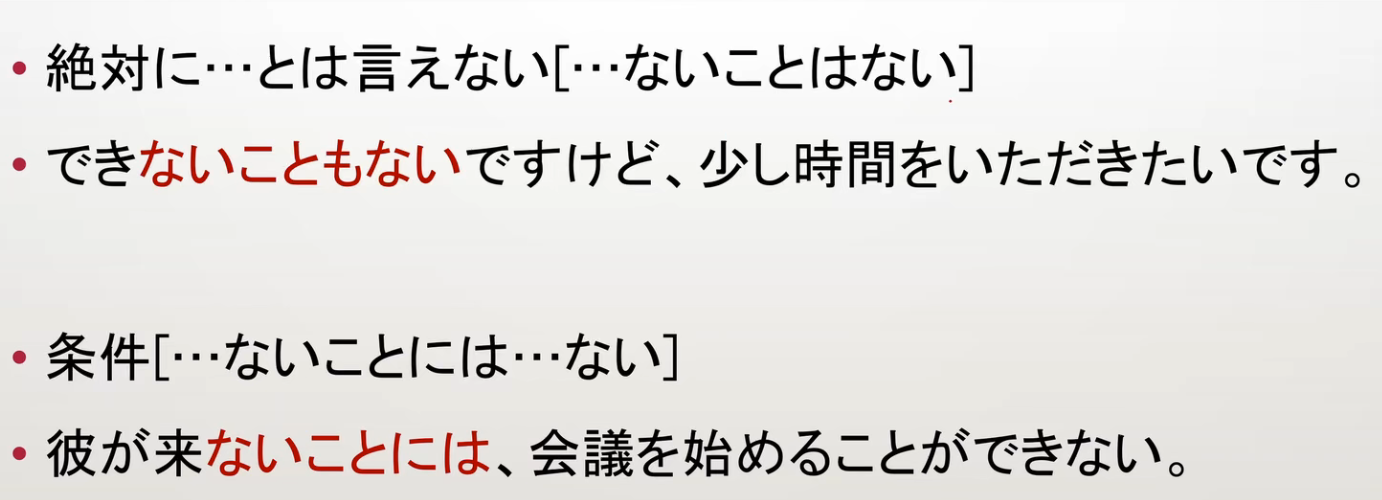 • 絶対に…とは言えない[…ないことはない]
• できないこともないですけど、少し時間をいただきたいです。
• 条件[…ないことには…ない]
• 彼が来ないことには、会議を始めることができない。